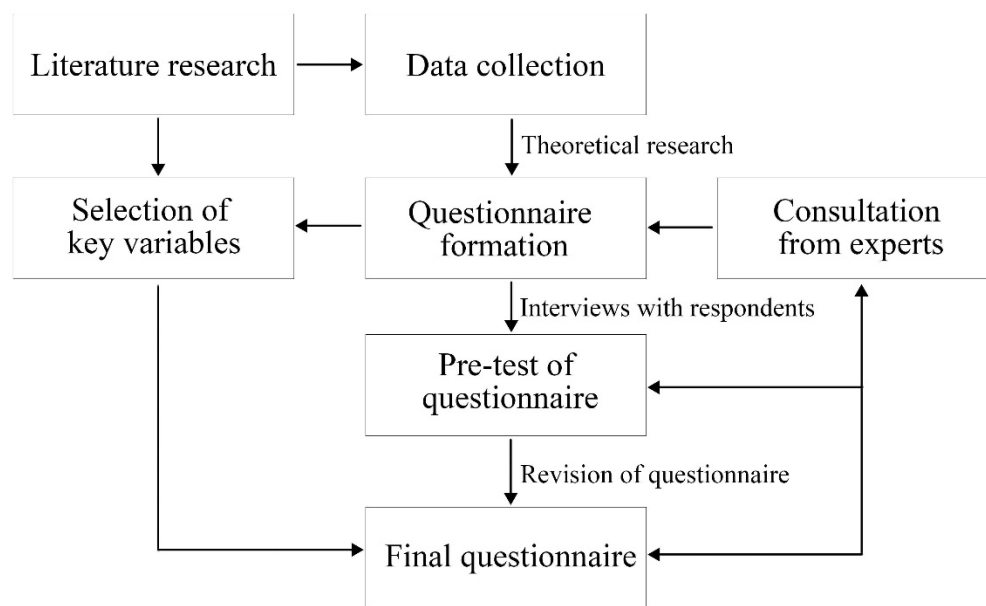 Literature research
Data collection
Theoretical research
Selection of
key variables
Questionnaire
formation
Consultation
from experts
Interviews with respondents
Pre-test of
questionnaire
Revision of questionnaire
Final questionnaire